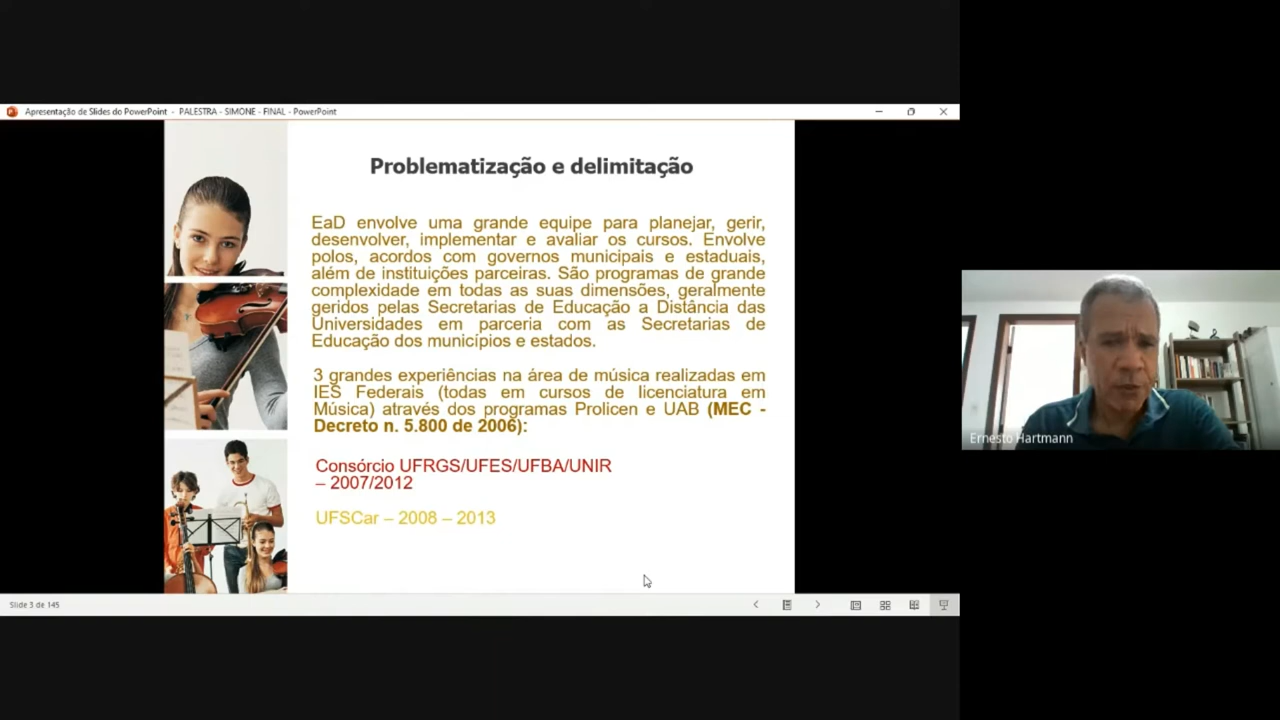 Apresentação de Slides do PowerPoint - PALESTRA - SIMONE - FINAL - PowerPoint
Problematização e delimitação
EaD envolve uma grande equipe para planejar, gerir,
desenvolver, implementar e avaliar os cursos. Envolve
polos, acordos com governos municipais e estaduais,
além de instituições parceiras. São programas de grande
complexidade em todas as suas dimensões, geralmente
geridos pelas Secretarias de Educação a Distância das
Universidades em parceria com as Secretarias de
Educação dos municípios e estados.
3 grandes experiências na área de música realizadas em
IES Federais (todas em cursos de licenciatura em
Música) através dos programas Prolicen e UAB (MEC -
Decreto n. 5.800 de 2006):
Consórcio UFRGS/UFES/UFBA/UNIR
– 2007/2012
UFSCar – 2008 – 2013
Ernesto Hartmann
Slide 3 de 145